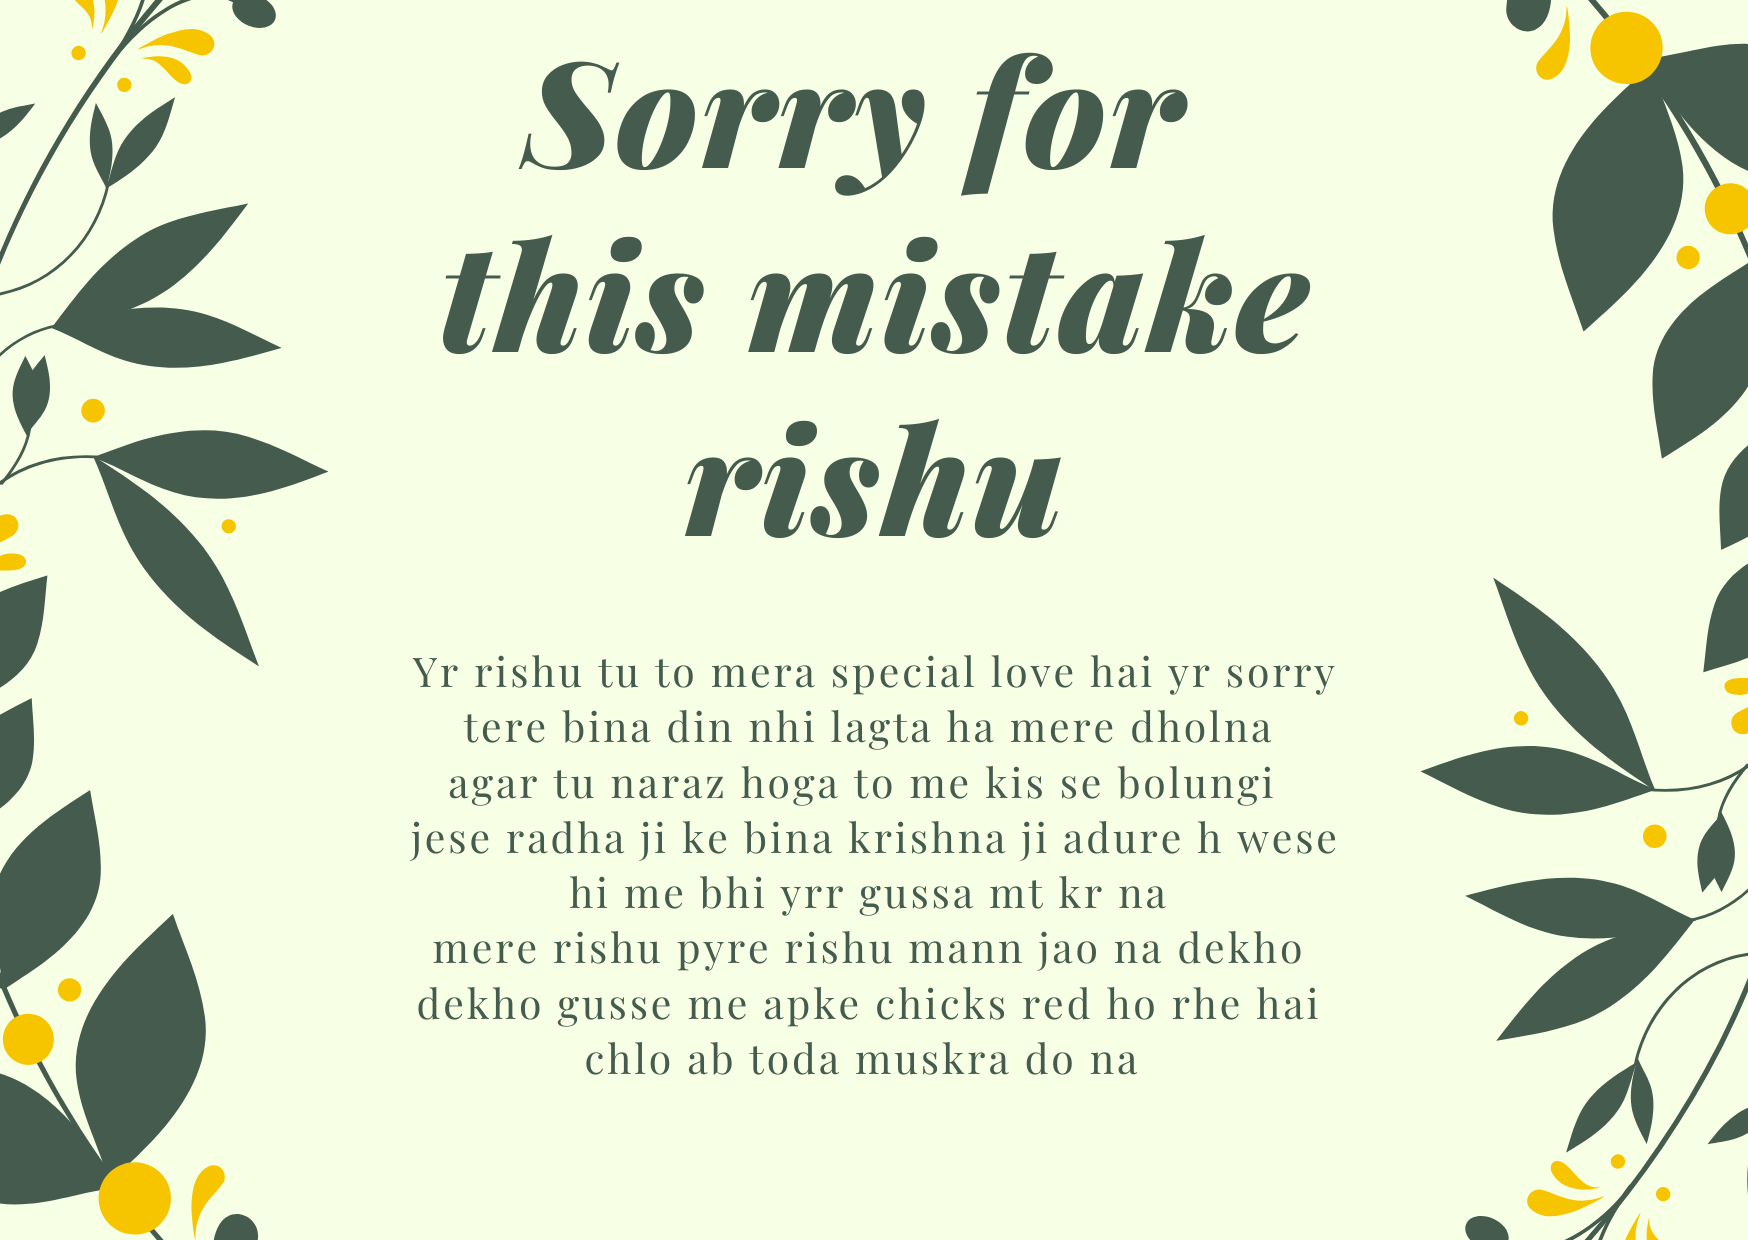 Sorry for
this mistake
rishu
Yr rishu tu to mera special love hai yr sorry
tere bina din nhi lagta ha mere dholna
agar tu naraz hoga to me kis se bolungi
jese radha ji ke bina krishna ji adure h wese
hi me bhi yrr gussa mt kr na
mere rishu pyre rishu mann jao na dekho
dekho gusse me apke chicks red ho rhe hai
chlo ab toda muskra do na